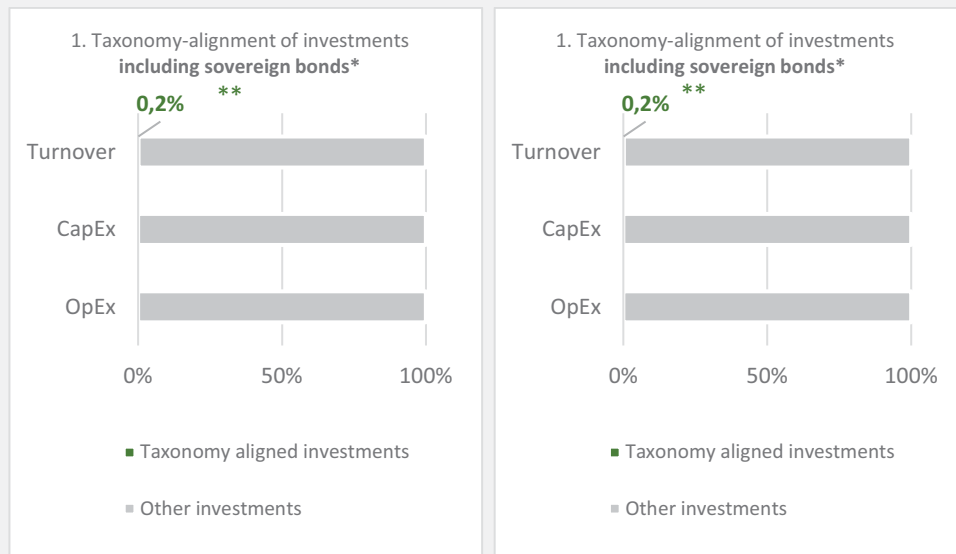 1. Taxonomy-alignment of investments
including sovereign bonds*
0,2% **
Turnover
CapEx
OpEx
0% 50% 100%
Taxonomy aligned investments
Other investments
1. Taxonomy-alignment of investments
including sovereign bonds*
0,2% **
Turnover
CapEx
OpEx
0% 50% 100%
Taxonomy aligned investments
Other investments